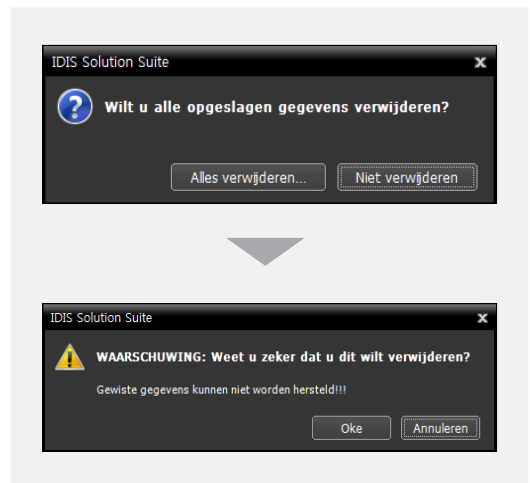 IDIS Solution Suite x
Wilt u alle opgeslagen gegevens verwijderen?
Alles verwijderen... Niet verwijderen
IDIS Solution Suite x
WAARSCHUWING: Weet u zeker dat u dit wilt verwijderen?
Gewiste gegevens kunnen niet worden hersteld!!!
Oke Annuleren